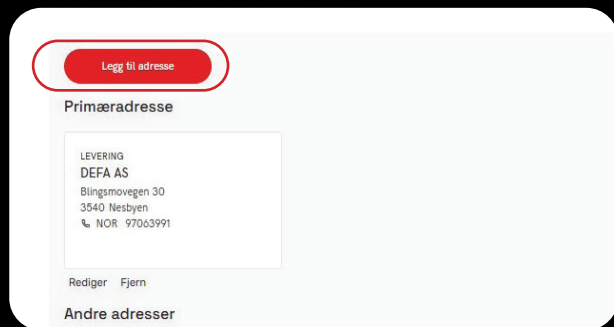 Legg til adresse
Primæradresse
LEVERING
DEFA AS
Blingsmovegen 30
3540 Nesbyen
NOR 97063991
Rediger Fjern
Andre adresser